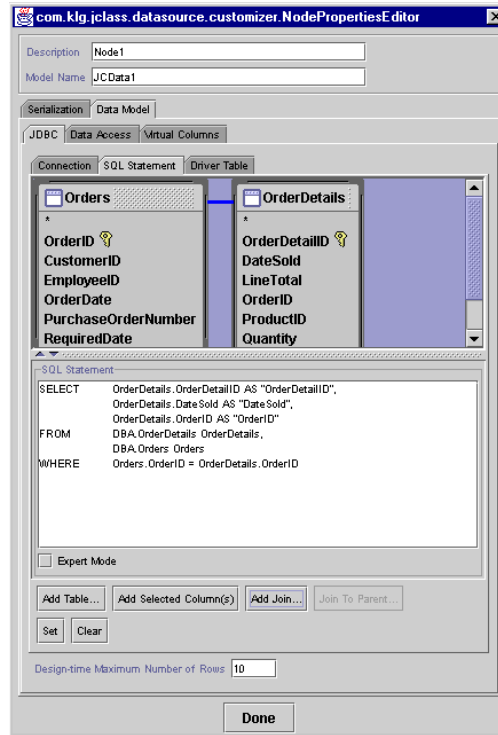 com.klg.jclass.datasource.customizer.NodePropertiesEditor
Description Node1
Model Name JCData1
Serialization Data Model
JDBC Data Access Virtual Columns
Connection SQL Statement Driver Table
Orders
*
OrderID
CustomerID
EmployeeID
OrderDate
PurchaseOrderNumber
RequiredDate
OrderDetails
*
OrderDetailID
DateSold
LineTotal
OrderID
ProductID
Quantity
SQL Statement
SELECT OrderDetails.OrderDetailID AS "OrderDetailID",
OrderDetails.DateSold AS "DateSold",
OrderDetails.OrderID AS "OrderID"
FROM DBA.OrderDetails OrderDetails,
DBA.Orders Orders
WHERE Orders.OrderID = OrderDetails.OrderID
Expert Mode
Add Table... Add Selected Column(s) Add Join... Join To Parent...
Set Clear
Design-time Maximum Number of Rows 10
Done